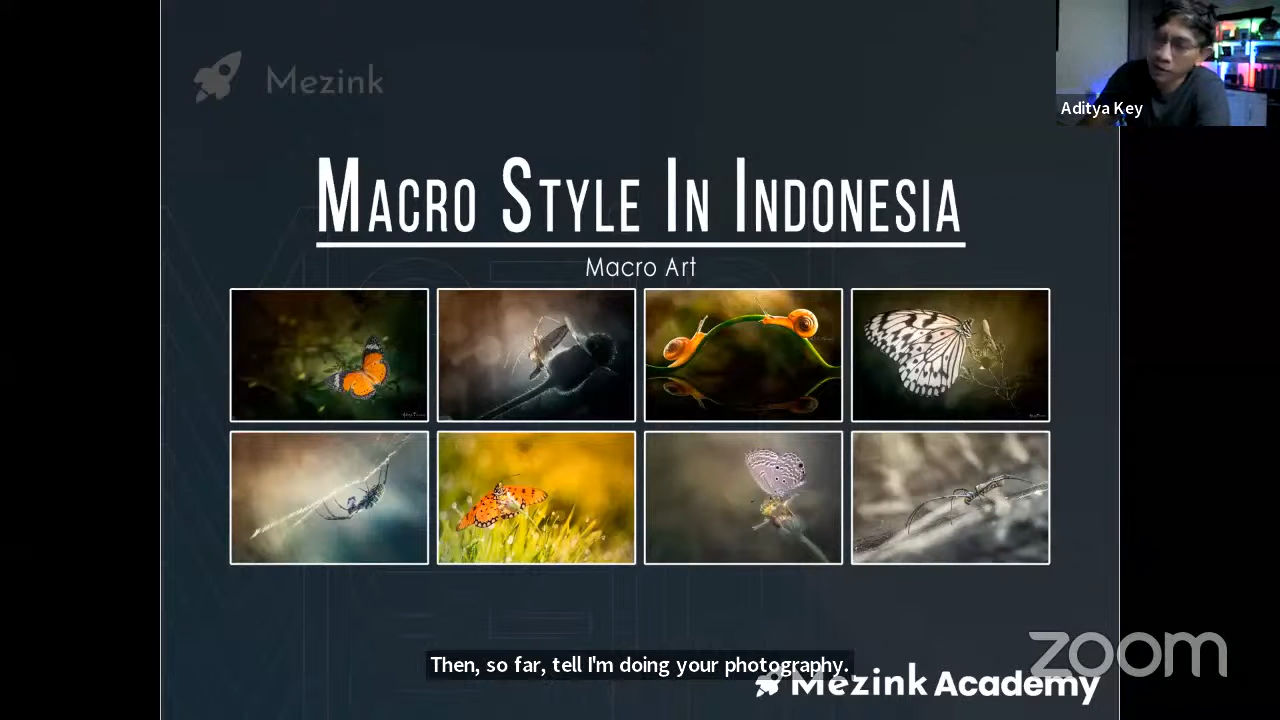 Mezink
Aditya Key
MACRO STYLE IN INDONESIA
Macro Art
Then, so far, tell I'm doing your photography.
Mezink Academy
zoom